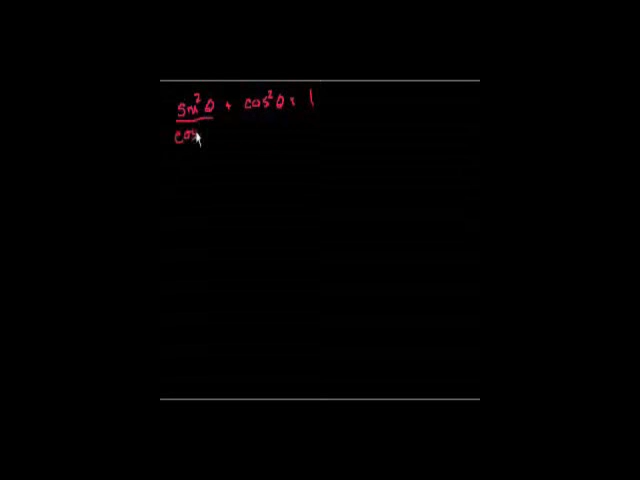 sin²θ + cos²θ = 1
cos